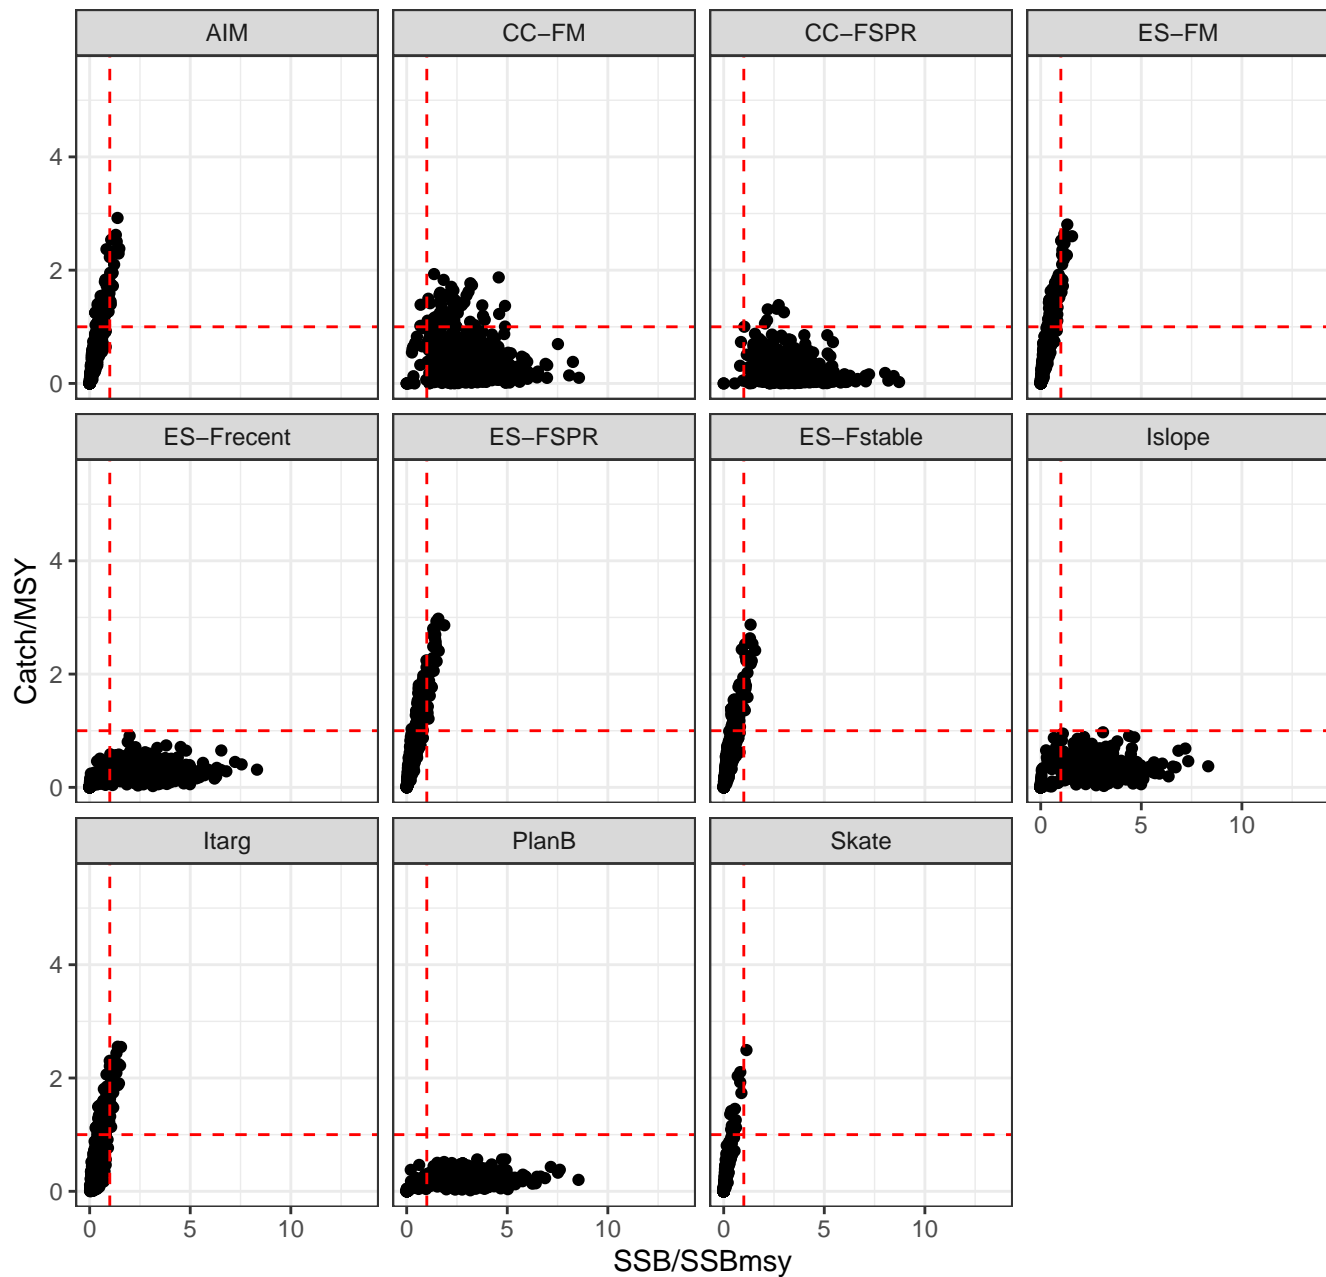 AIM CC−FM CC−FSPR ES−FM
4
2
0
ES−Frecent ES−FSPR ES−Fstable Islope
4
2
0
0 5 10
Itarg PlanB Skate
4
2
0
0 5 10 0 5 10 0 5 10
Catch/MSY
SSB/SSBmsy